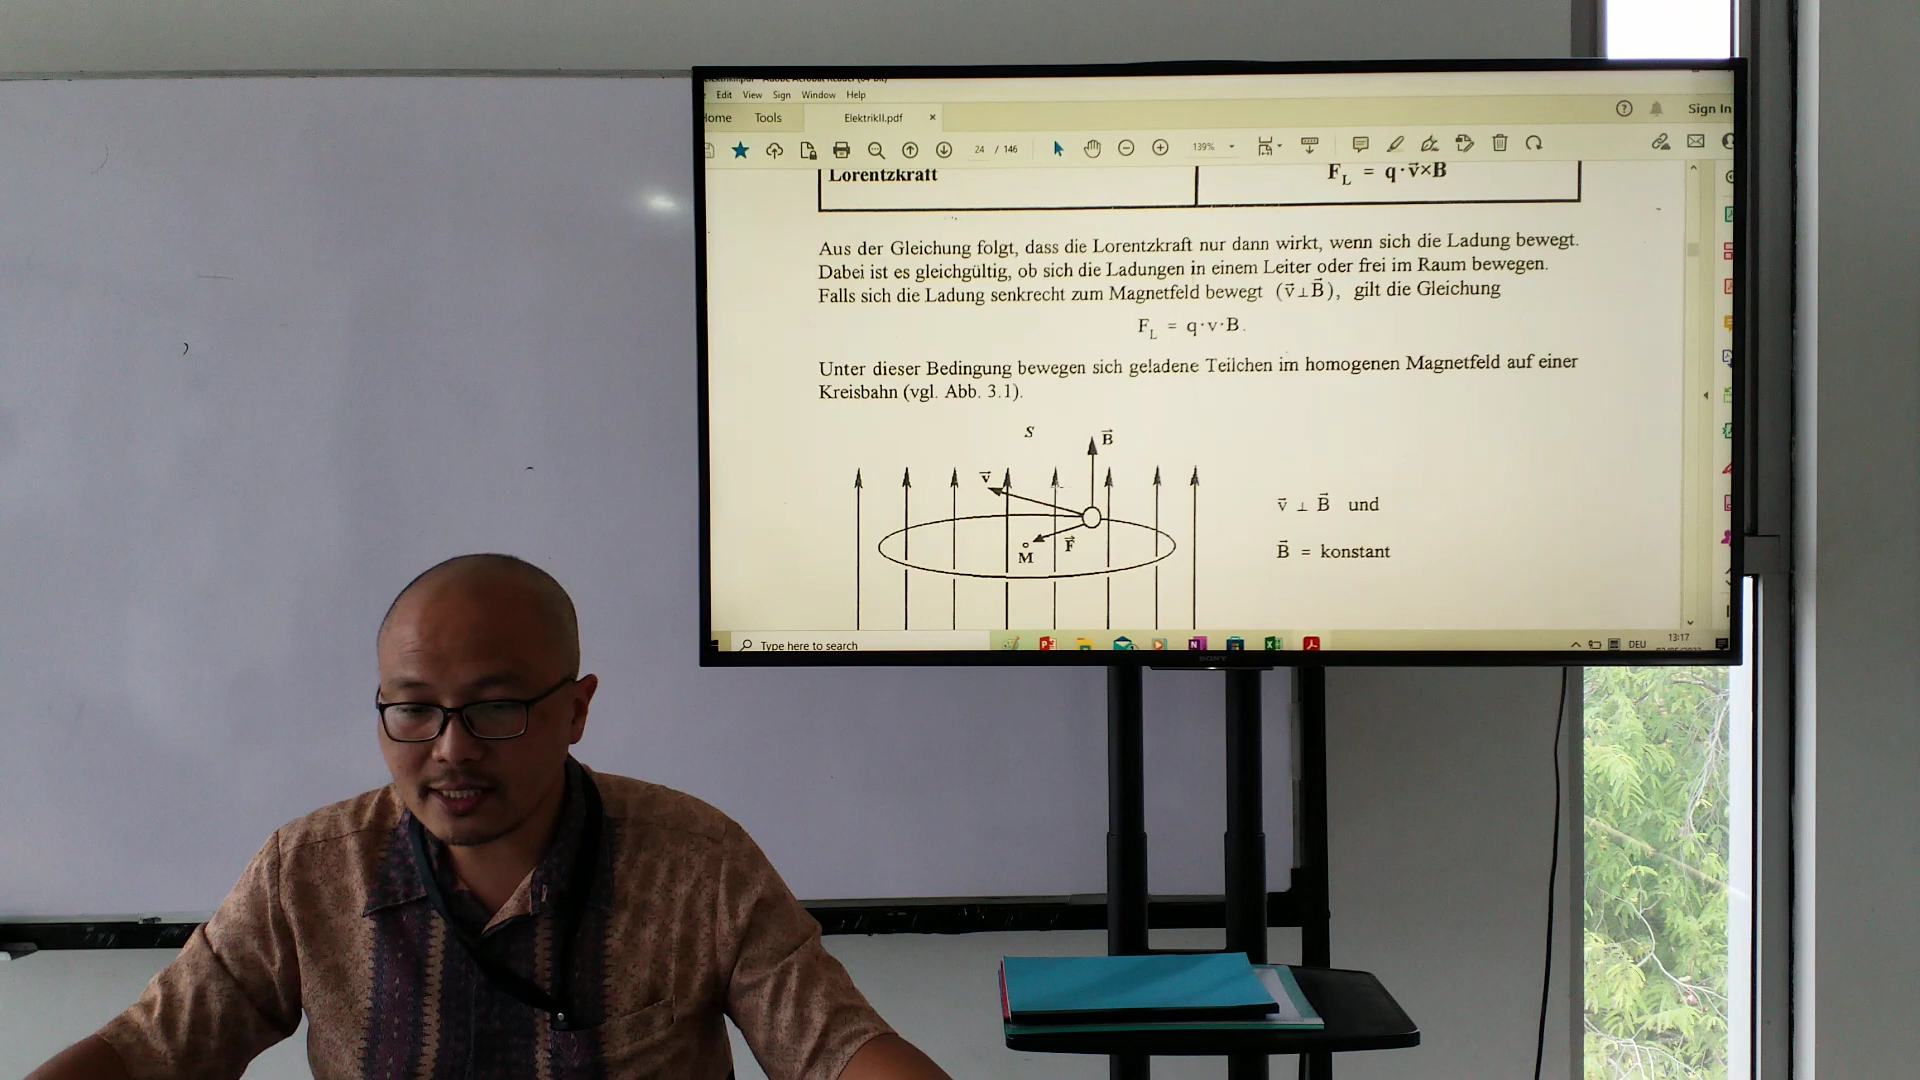 Edit View Sign Window Help
Home Tools ElektrikII.pdf ×
? Sign In
24 / 146 139%
Lorentzkraft F_L = q·v⃗×B
Aus der Gleichung folgt, dass die Lorentzkraft nur dann wirkt, wenn sich die Ladung bewegt.
Dabei ist es gleichgültig, ob sich die Ladungen in einem Leiter oder frei im Raum bewegen.
Falls sich die Ladung senkrecht zum Magnetfeld bewegt (v⃗⊥B⃗), gilt die Gleichung
F_L = q·v·B.
Unter dieser Bedingung bewegen sich geladene Teilchen im homogenen Magnetfeld auf einer
Kreisbahn (vgl. Abb. 3.1).
S
B⃗
v⃗
v⃗ ⊥ B⃗ und
F⃗
M
B⃗ = konstant
Type here to search
DEU 13:17
SONY